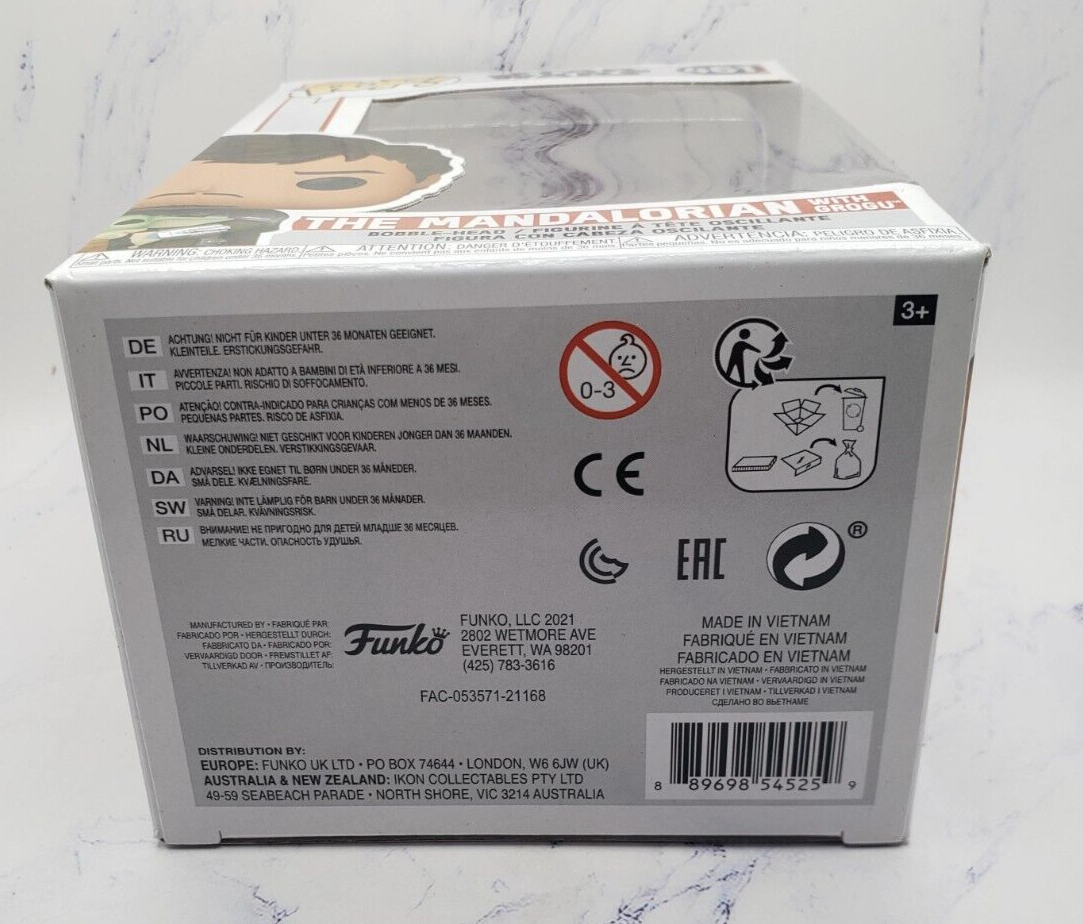 THE MANDALORIAN WITH GROGU™
BOBBLE-HEAD / FIGURINE À TÊTE OSCILLANTE
FIGURA CON CABEZA OSCILANTE
⚠ WARNING: CHOKING HAZARD.
Not suitable for children under 36 months.
⚠ ATTENTION: DANGER D'ÉTOUFFEMENT
⚠ ADVERTENCIA: PELIGRO DE ASFIXIA
3+
DE ACHTUNG! NICHT FÜR KINDER UNTER 36 MONATEN GEEIGNET.
KLEINTEILE. ERSTICKUNGSGEFAHR.
IT AVVERTENZA! NON ADATTO A BAMBINI DI ETÀ INFERIORE A 36 MESI.
PICCOLE PARTI. RISCHIO DI SOFFOCAMENTO.
PO ATENÇÃO! CONTRA-INDICADO PARA CRIANÇAS COM MENOS DE 36 MESES.
PEQUENAS PARTES. RISCO DE ASFIXIA.
NL WAARSCHUWING! NIET GESCHIKT VOOR KINDEREN JONGER DAN 36 MAANDEN.
KLEINE ONDERDELEN. VERSTIKKINGSGEVAAR.
DA ADVARSEL! IKKE EGNET TIL BØRN UNDER 36 MÅNEDER.
SMÅ DELE. KVÆLNINGSFARE.
SW VARNING! INTE LÄMPLIG FÖR BARN UNDER 36 MÅNADER.
SMÅ DELAR. KVÄVNINGSRISK.
RU ВНИМАНИЕ! НЕ ПРИГОДНО ДЛЯ ДЕТЕЙ МЛАДШЕ 36 МЕСЯЦЕВ.
МЕЛКИЕ ЧАСТИ. ОПАСНОСТЬ УДУШЬЯ.
0-3
CE
EAC
®
MANUFACTURED BY • FABRIQUÉ PAR:
FABRICADO POR • HERGESTELLT DURCH:
FABBRICATO DA • FABRICADO POR:
VERVAARDIGD DOOR • FREMSTILLET AF:
TILLVERKAD AV • ПРОИЗВОДИТЕЛЬ:
Funko
FUNKO, LLC 2021
2802 WETMORE AVE
EVERETT, WA 98201
(425) 783-3616
FAC-053571-21168
MADE IN VIETNAM
FABRIQUÉ EN VIETNAM
FABRICADO EN VIETNAM
HERGESTELLT IN VIETNAM • FABBRICATO IN VIETNAM
FABRICADO NA VIETNAM • VERVAARDIGD IN VIETNAM
PRODUCERET I VIETNAM • TILLVERKAD I VIETNAM
СДЕЛАНО ВО ВЬЕТНАМЕ
DISTRIBUTION BY:
EUROPE: FUNKO UK LTD • PO BOX 74644 • LONDON, W6 6JW (UK)
AUSTRALIA & NEW ZEALAND: IKON COLLECTABLES PTY LTD
49-59 SEABEACH PARADE • NORTH SHORE, VIC 3214 AUSTRALIA
8 89698 54525 9